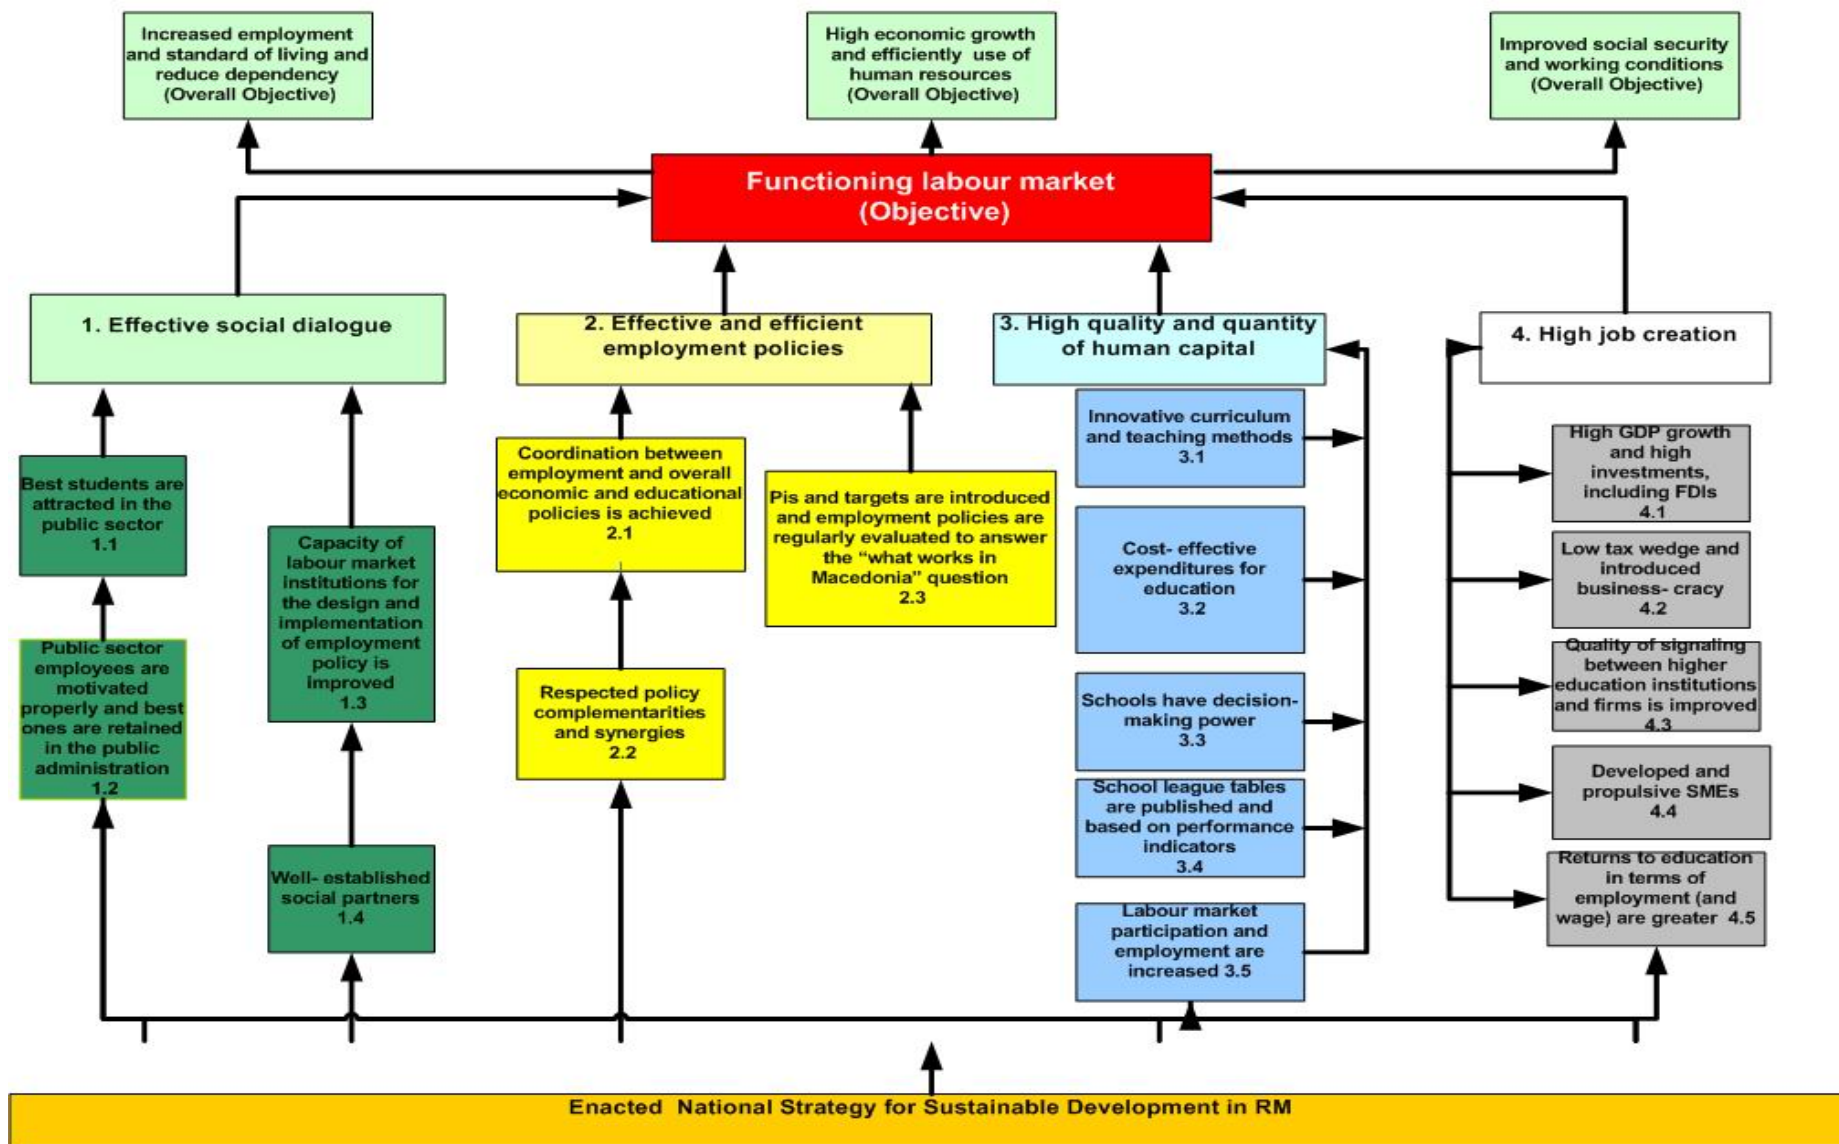 Increased employment
and standard of living and
reduce dependency
(Overall Objective)
High economic growth
and efficiently use of
human resources
(Overall Objective)
Improved social security
and working conditions
(Overall Objective)
Functioning labour market
(Objective)
1. Effective social dialogue
2. Effective and efficient
employment policies
3. High quality and quantity
of human capital
4. High job creation
Best students are
attracted in the
public sector
1.1
Public sector
employees are
motivated
properly and best
ones are retained
in the public
administration
1.2
Capacity of
labour market
institutions for
the design and
implementation
of employment
policy is
improved
1.3
Well- established
social partners
1.4
Coordination between
employment and overall
economic and educational
policies is achieved
2.1
Respected policy
complementarities
and synergies
2.2
Pis and targets are introduced
and employment policies are
regularly evaluated to answer
the “what works in
Macedonia” question
2.3
Innovative curriculum
and teaching methods
3.1
Cost- effective
expenditures for
education
3.2
Schools have decision-
making power
3.3
School league tables
are published and
based on performance
indicators
3.4
Labour market
participation and
employment are
increased 3.5
High GDP growth
and high
investments,
including FDIs
4.1
Low tax wedge and
introduced
business- cracy
4.2
Quality of signaling
between higher
education institutions
and firms is improved
4.3
Developed and
propulsive SMEs
4.4
Returns to education
in terms of
employment (and
wage) are greater 4.5
Enacted National Strategy for Sustainable Development in RM